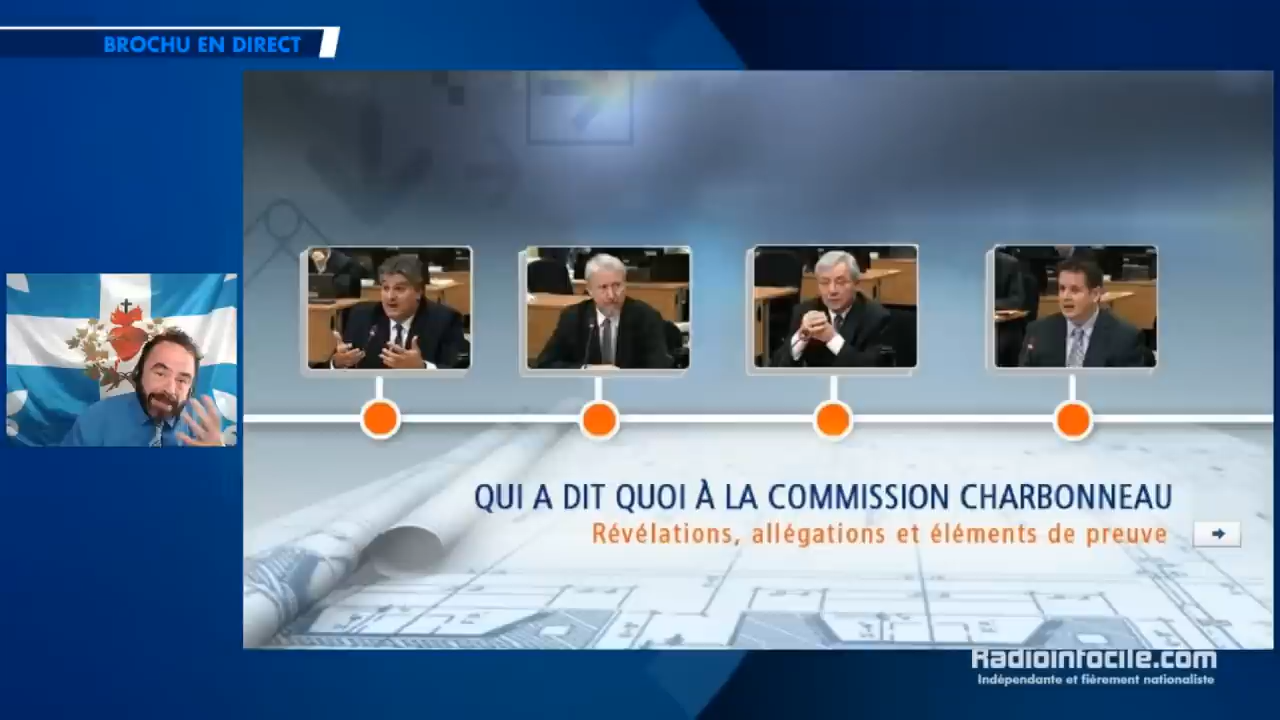 BROCHU EN DIRECT
QUI A DIT QUOI À LA COMMISSION CHARBONNEAU
Révélations, allégations et éléments de preuve
Radioinfocite.com
Indépendante et fièrement nationaliste